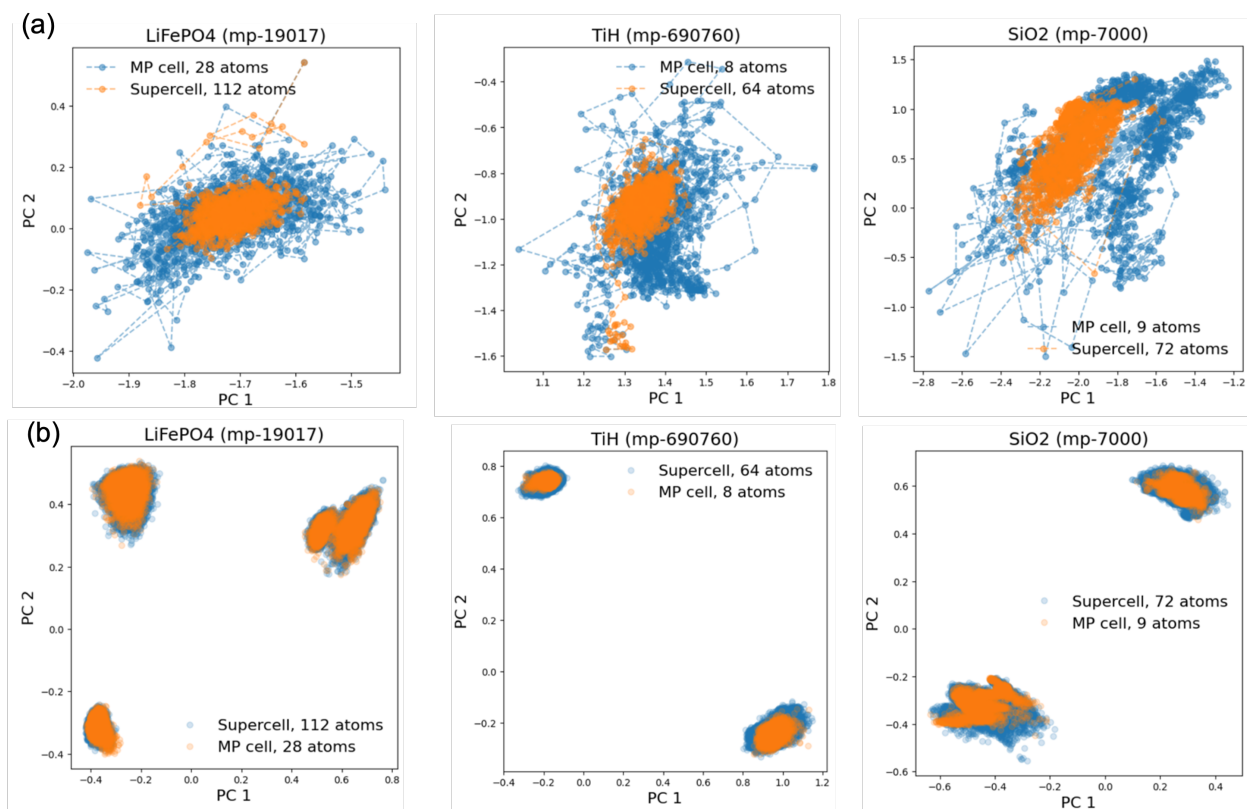 (a)
LiFePO4 (mp-19017)
MP cell, 28 atoms
Supercell, 112 atoms
0.4
0.2
0.0
−0.2
−0.4
PC 2
−2.0 −1.9 −1.8 −1.7 −1.6 −1.5
PC 1
TiH (mp-690760)
MP cell, 8 atoms
Supercell, 64 atoms
−0.4
−0.6
−0.8
−1.0
−1.2
−1.4
−1.6
PC 2
1.1 1.2 1.3 1.4 1.5 1.6 1.7 1.8
PC 1
SiO2 (mp-7000)
1.5
1.0
0.5
0.0
−0.5
−1.0
−1.5
PC 2
MP cell, 9 atoms
Supercell, 72 atoms
−2.8 −2.6 −2.4 −2.2 −2.0 −1.8 −1.6 −1.4 −1.2
PC 1
(b)
LiFePO4 (mp-19017)
0.4
0.2
0.0
−0.2
−0.4
PC 2
Supercell, 112 atoms
MP cell, 28 atoms
−0.4 −0.2 0.0 0.2 0.4 0.6 0.8
PC 1
TiH (mp-690760)
Supercell, 64 atoms
MP cell, 8 atoms
0.8
0.6
0.4
0.2
0.0
−0.2
PC 2
−0.4 −0.2 0.0 0.2 0.4 0.6 0.8 1.0 1.2
PC 1
SiO2 (mp-7000)
0.6
0.4
0.2
0.0
−0.2
−0.4
−0.6
PC 2
Supercell, 72 atoms
MP cell, 9 atoms
−0.6 −0.4 −0.2 0.0 0.2 0.4
PC 1